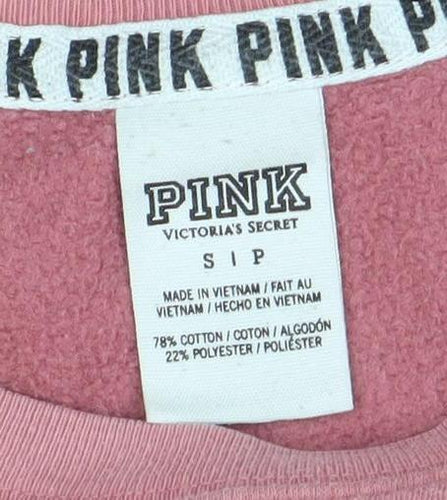 K PINK PINK P
PINK
VICTORIA'S SECRET
S | P
MADE IN VIETNAM / FAIT AU
VIETNAM / HECHO EN VIETNAM
78% COTTON / COTON / ALGODÓN
22% POLYESTER / POLIÉSTER